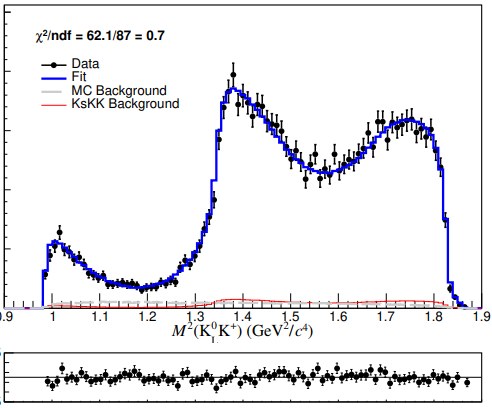 χ²/ndf = 62.1/87 = 0.7
Data
Fit
MC Background
KsKK Background
0.9 1 1.1 1.2 1.3 1.4 1.5 1.6 1.7 1.8 1.9
M²(K⁰_L K⁺) (GeV²/c⁴)